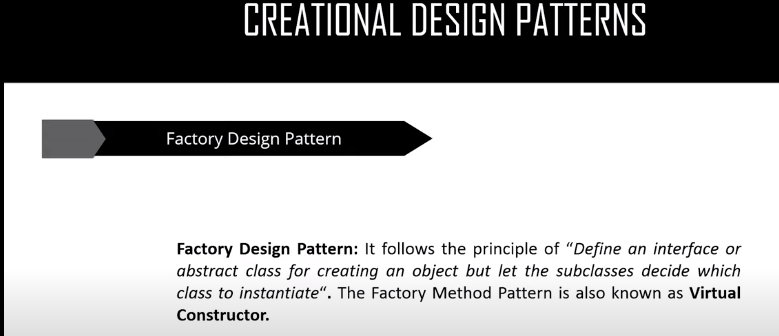 CREATIONAL DESIGN PATTERNS
Factory Design Pattern
Factory Design Pattern: It follows the principle of “Define an interface or
abstract class for creating an object but let the subclasses decide which
class to instantiate“. The Factory Method Pattern is also known as Virtual
Constructor.